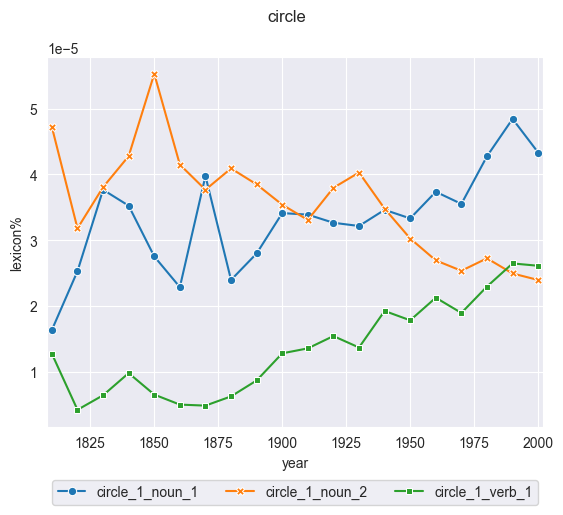 circle
1e−5
5
4
3
2
1
lexicon%
1825 1850 1875 1900 1925 1950 1975 2000
year
circle_1_noun_1 circle_1_noun_2 circle_1_verb_1